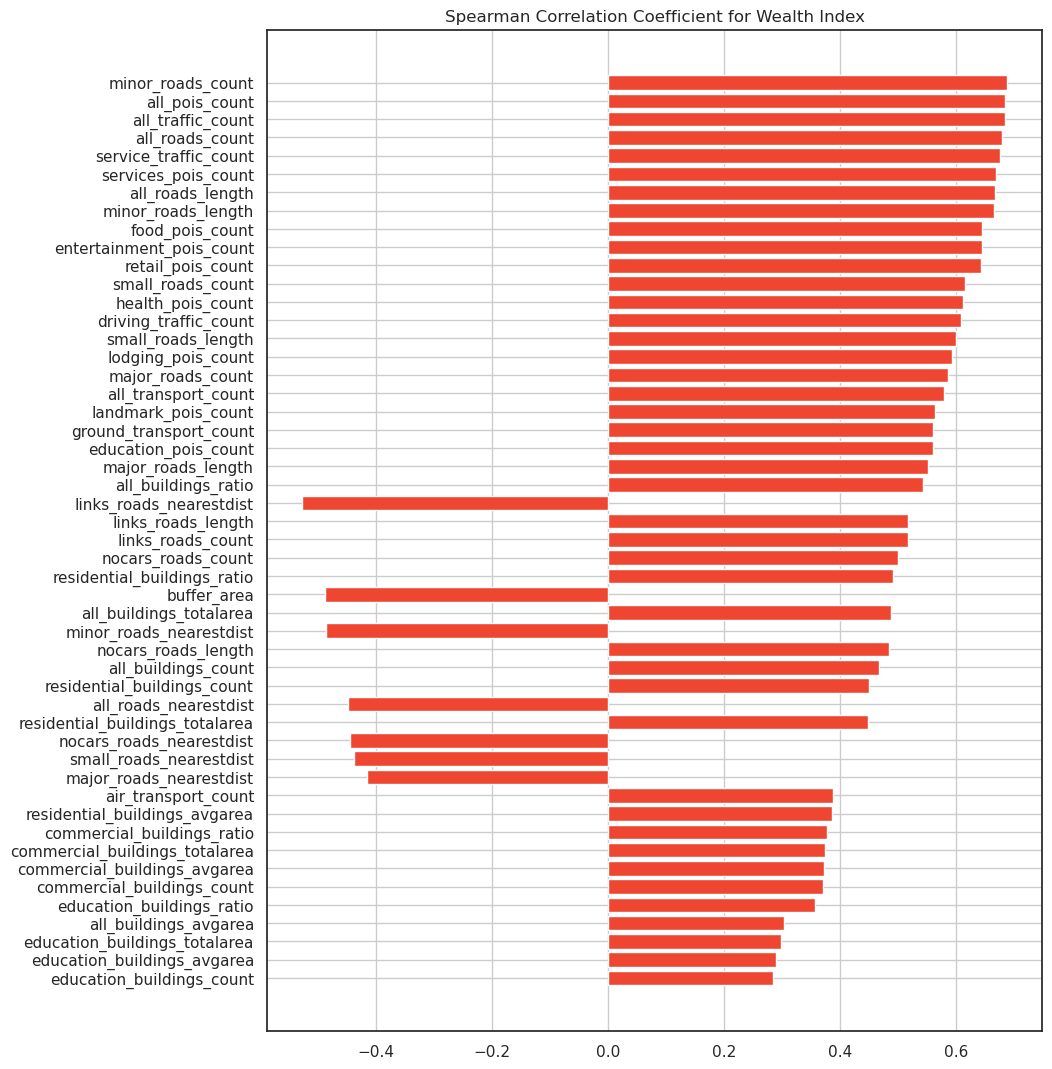 Spearman Correlation Coefficient for Wealth Index
minor_roads_count
all_pois_count
all_traffic_count
all_roads_count
service_traffic_count
services_pois_count
all_roads_length
minor_roads_length
food_pois_count
entertainment_pois_count
retail_pois_count
small_roads_count
health_pois_count
driving_traffic_count
small_roads_length
lodging_pois_count
major_roads_count
all_transport_count
landmark_pois_count
ground_transport_count
education_pois_count
major_roads_length
all_buildings_ratio
links_roads_nearestdist
links_roads_length
links_roads_count
nocars_roads_count
residential_buildings_ratio
buffer_area
all_buildings_totalarea
minor_roads_nearestdist
nocars_roads_length
all_buildings_count
residential_buildings_count
all_roads_nearestdist
residential_buildings_totalarea
nocars_roads_nearestdist
small_roads_nearestdist
major_roads_nearestdist
air_transport_count
residential_buildings_avgarea
commercial_buildings_ratio
commercial_buildings_totalarea
commercial_buildings_avgarea
commercial_buildings_count
education_buildings_ratio
all_buildings_avgarea
education_buildings_totalarea
education_buildings_avgarea
education_buildings_count
−0.4 −0.2 0.0 0.2 0.4 0.6